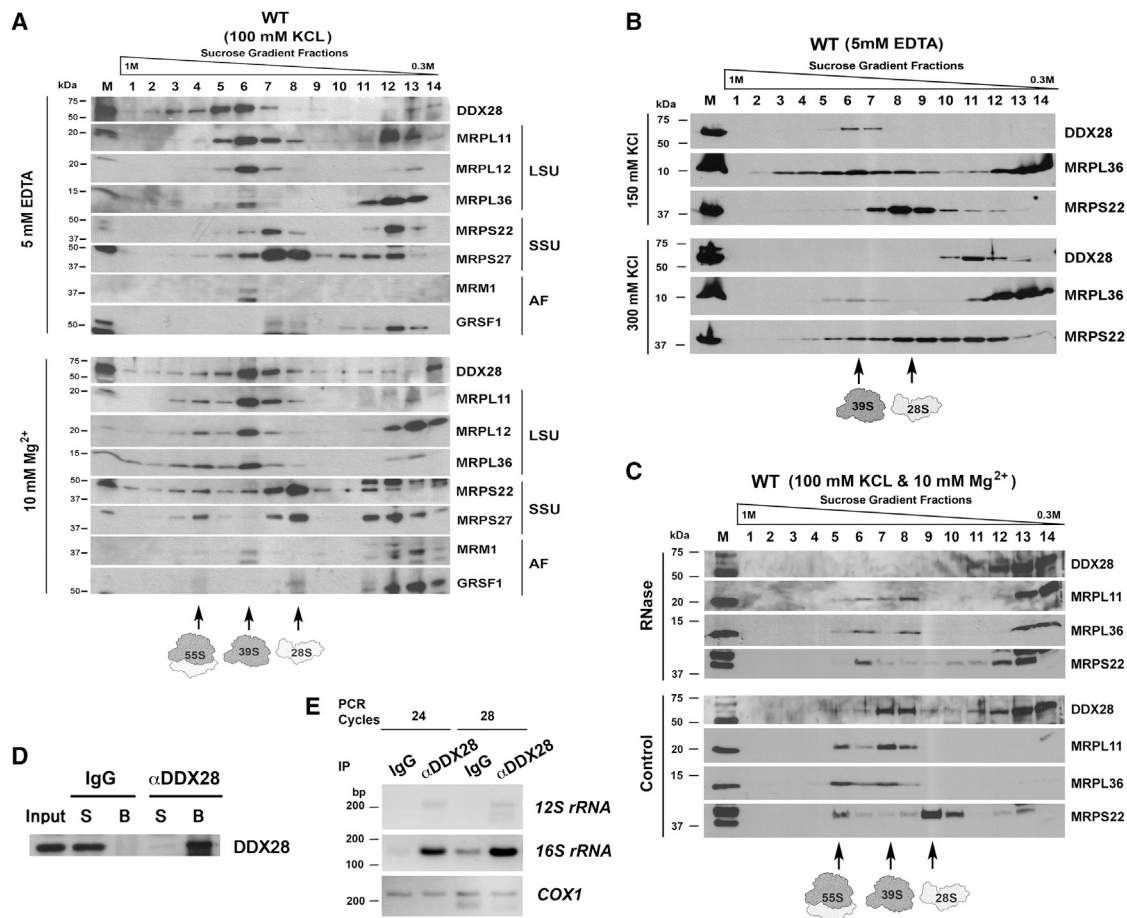 A
WT
(100 mM KCL)
Sucrose Gradient Fractions
1M 0.3M
kDa M 1 2 3 4 5 6 7 8 9 10 11 12 13 14
5 mM EDTA
75
50
DDX28
20
MRPL11
20
MRPL12
15
10
MRPL36
LSU
50
37
MRPS22
50
37
MRPS27
SSU
37
MRM1
50
GRSF1
AF
10 mM Mg2+
75
50
DDX28
20
MRPL11
20
MRPL12
15
10
MRPL36
LSU
50
37
MRPS22
37
MRPS27
SSU
37
MRM1
50
GRSF1
AF
55S 39S 28S
B
WT (5mM EDTA)
Sucrose Gradient Fractions
1M 0.3M
kDa M 1 2 3 4 5 6 7 8 9 10 11 12 13 14
150 mM KCl
75
50
DDX28
10
MRPL36
37
MRPS22
300 mM KCl
75
50
DDX28
10
MRPL36
37
MRPS22
39S 28S
C
WT (100 mM KCL & 10 mM Mg2+)
Sucrose Gradient Fractions
1M 0.3M
kDa M 1 2 3 4 5 6 7 8 9 10 11 12 13 14
RNase
75
50
DDX28
20
MRPL11
15
MRPL36
37
MRPS22
Control
75
50
DDX28
20
MRPL11
15
MRPL36
37
MRPS22
55S 39S 28S
D
IgG αDDX28
Input S B S B
DDX28
E
PCR
Cycles 24 28
IP IgG αDDX28 IgG αDDX28
bp
200
12S rRNA
200
100
16S rRNA
200
COX1